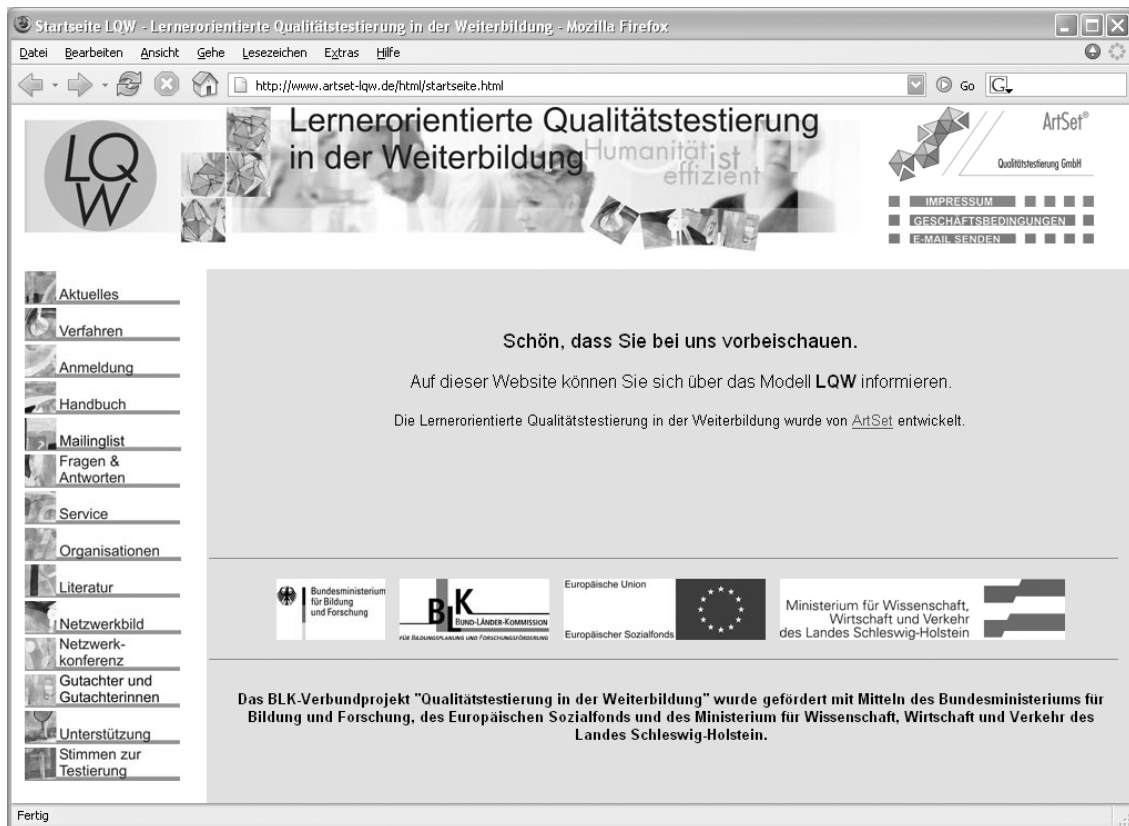 Startseite LQW - Lernerorientierte Qualitätstestierung in der Weiterbildung - Mozilla Firefox
Datei Bearbeiten Ansicht Gehe Lesezeichen Extras Hilfe
http://www.artset-lqw.de/html/startseite.html
Go
G
LQW
Lernerorientierte Qualitätstestierung
in der Weiterbildung
Humanität ist
effizient
ArtSet®
Qualitätstestierung GmbH
IMPRESSUM
GESCHÄFTSBEDINGUNGEN
E-MAIL SENDEN
Aktuelles
Verfahren
Anmeldung
Handbuch
Mailinglist
Fragen &
Antworten
Service
Organisationen
Literatur
Netzwerkbild
Netzwerk-
konferenz
Gutachter und
Gutachterinnen
Unterstützung
Stimmen zur
Testierung
Schön, dass Sie bei uns vorbeischauen.
Auf dieser Website können Sie sich über das Modell LQW informieren.
Die Lernerorientierte Qualitätstestierung in der Weiterbildung wurde von ArtSet entwickelt.
Bundesministerium
für Bildung
und Forschung
BLK
BUND-LÄNDER-KOMMISSION
FÜR BILDUNGSPLANUNG UND FORSCHUNGSFÖRDERUNG
Europäische Union
Europäischer Sozialfonds
Ministerium für Wissenschaft,
Wirtschaft und Verkehr
des Landes Schleswig-Holstein
Das BLK-Verbundprojekt "Qualitätstestierung in der Weiterbildung" wurde gefördert mit Mitteln des Bundesministeriums für
Bildung und Forschung, des Europäischen Sozialfonds und des Ministerium für Wissenschaft, Wirtschaft und Verkehr des
Landes Schleswig-Holstein.
Fertig